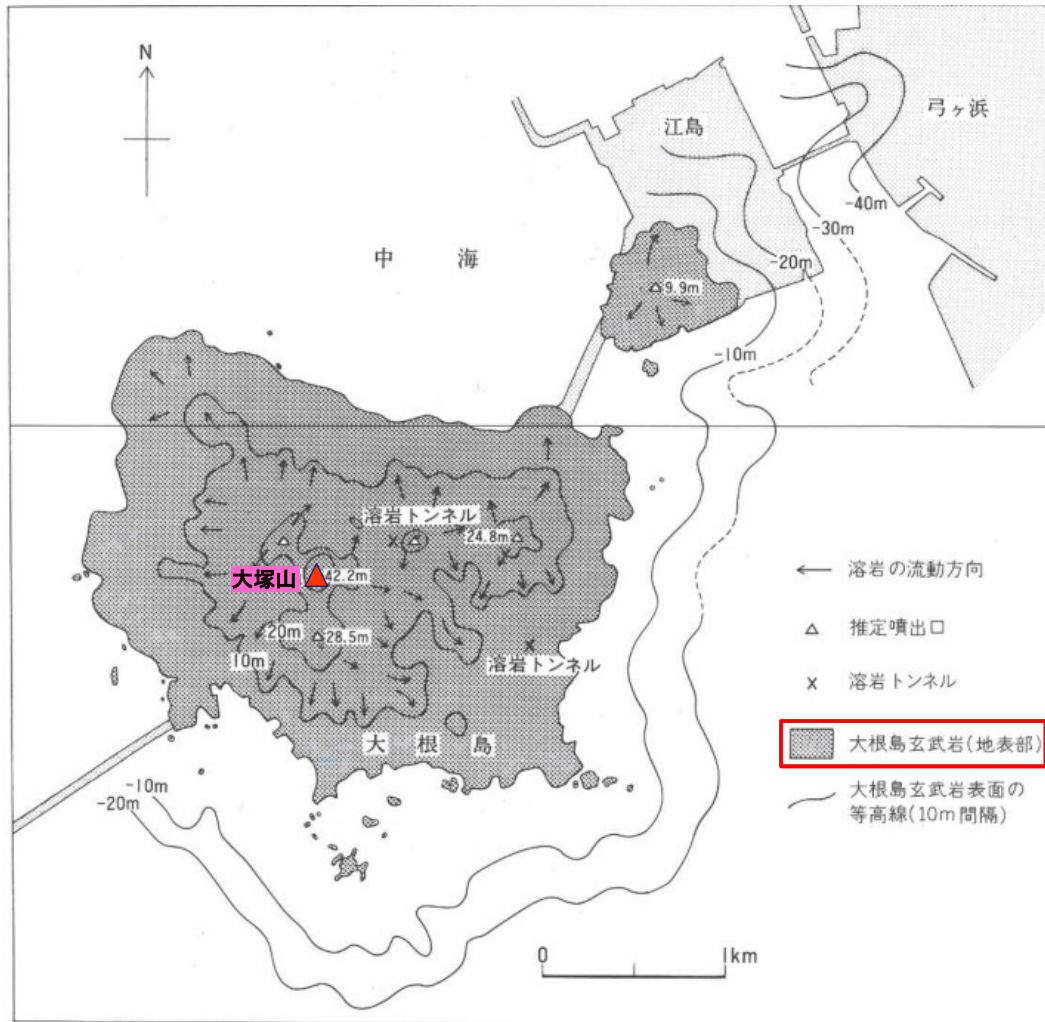 N
江島
弓ヶ浜
中海
-40m
-30m
-20m
9.9m
-10m
溶岩トンネル
24.8m
大塚山
42.2m
20m
28.5m
10m
溶岩トンネル
大根島
-10m
-20m
溶岩の流動方向
推定噴出口
溶岩トンネル
大根島玄武岩(地表部)
大根島玄武岩表面の
等高線(10m間隔)
0
1km